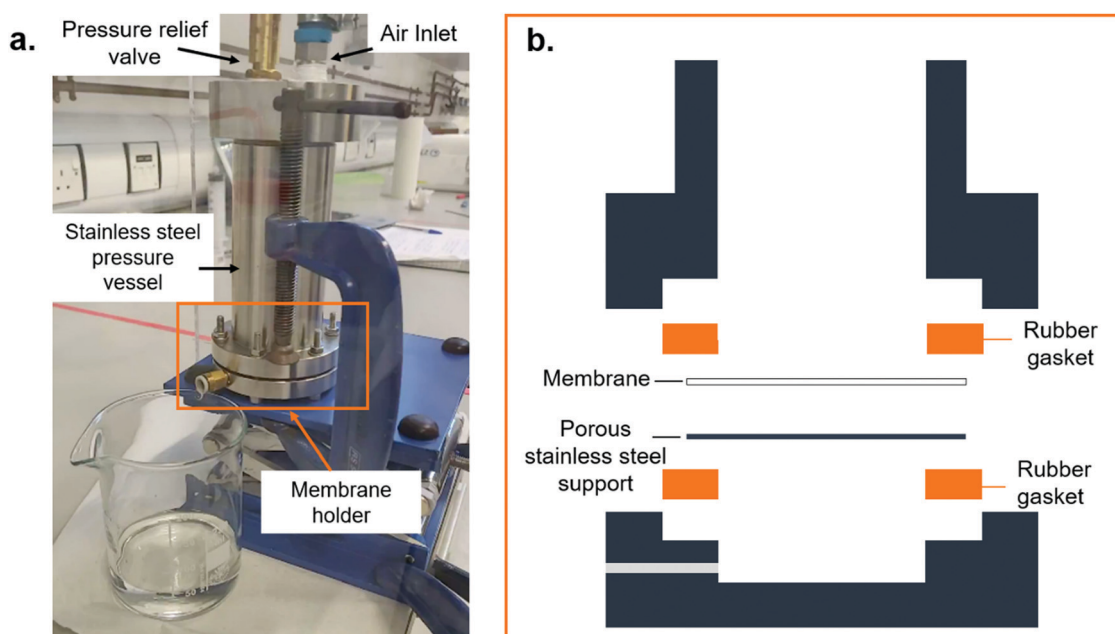 a.
Pressure relief
valve
Air Inlet
Stainless steel
pressure
vessel
Membrane
holder
b.
Rubber
gasket
Membrane
Porous
stainless steel
support
Rubber
gasket